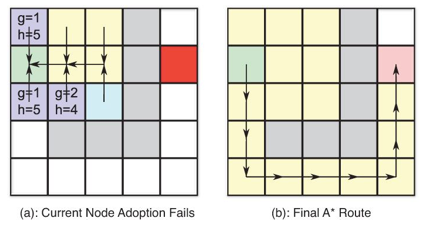 g=1
h=5
g=1
h=5
g=2
h=4
(a): Current Node Adoption Fails
(b): Final A* Route